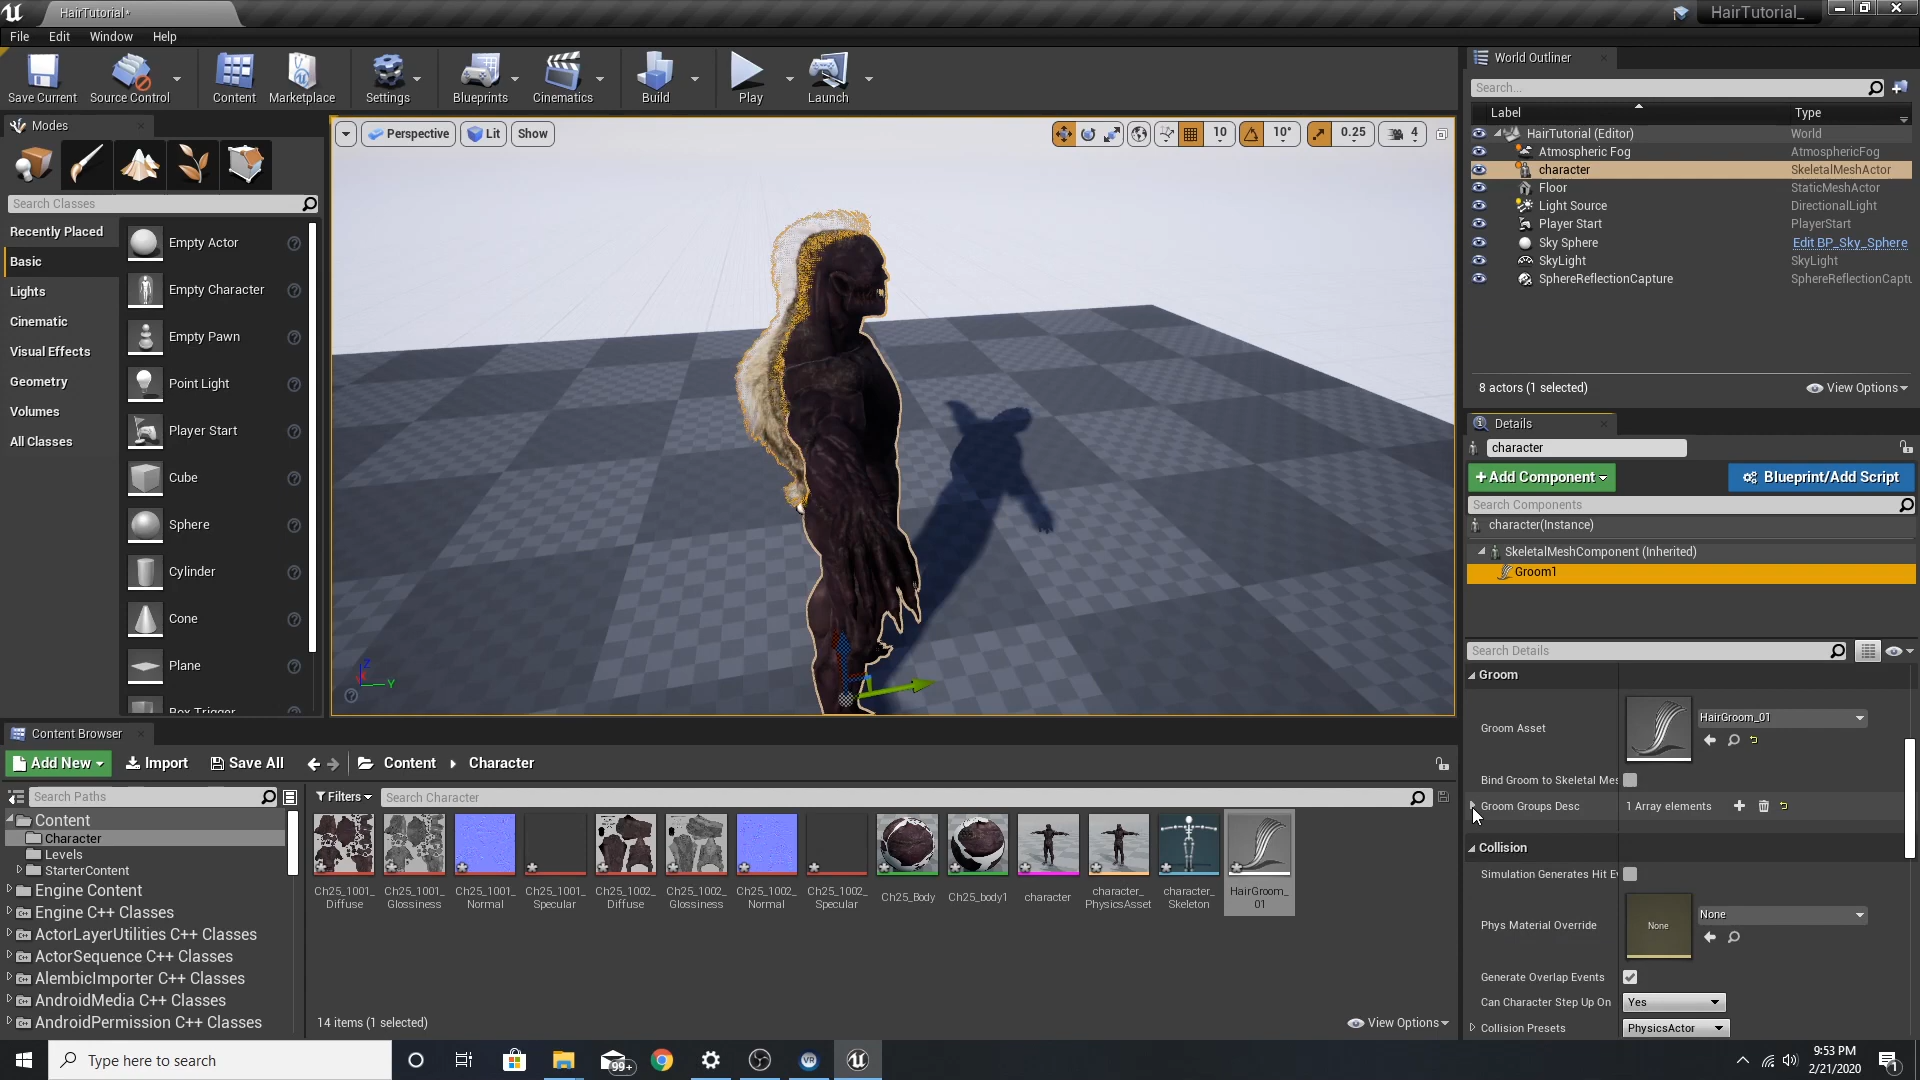 HairTutorial*
HairTutorial_
File Edit Window Help
Save Current
Source Control
Content
Marketplace
Settings
Blueprints
Cinematics
Build
Play
Launch
Modes
Search Classes
Recently Placed
Basic
Lights
Cinematic
Visual Effects
Geometry
Volumes
All Classes
Empty Actor
Empty Character
Empty Pawn
Point Light
Player Start
Cube
Sphere
Cylinder
Cone
Plane
Box Trigger
Perspective Lit Show
10 10° 0.25 4
Z
Y
World Outliner
Search...
Label Type
HairTutorial (Editor) World
Atmospheric Fog AtmosphericFog
character SkeletalMeshActor
Floor StaticMeshActor
Light Source DirectionalLight
Player Start PlayerStart
Sky Sphere Edit BP_Sky_Sphere
SkyLight SkyLight
SphereReflectionCapture SphereReflectionCaptu
8 actors (1 selected) View Options
Details
character
+Add Component Blueprint/Add Script
Search Components
character(Instance)
SkeletalMeshComponent (Inherited)
Groom1
Search Details
Groom
Groom Asset HairGroom_01
Bind Groom to Skeletal Mes
Groom Groups Desc 1 Array elements
Collision
Simulation Generates Hit Ev
Phys Material Override None None
Generate Overlap Events
Can Character Step Up On Yes
Collision Presets PhysicsActor
Content Browser
Add New Import Save All Content Character
Search Paths
Filters Search Character
Content
Character
Levels
StarterContent
Engine Content
Engine C++ Classes
ActorLayerUtilities C++ Classes
ActorSequence C++ Classes
AlembicImporter C++ Classes
AndroidMedia C++ Classes
AndroidPermission C++ Classes
Ch25_1001_
Diffuse
Ch25_1001_
Glossiness
Ch25_1001_
Normal
Ch25_1001_
Specular
Ch25_1002_
Diffuse
Ch25_1002_
Glossiness
Ch25_1002_
Normal
Ch25_1002_
Specular
Ch25_Body
Ch25_body1
character
character_
PhysicsAsset
character_
Skeleton
HairGroom_
01
14 items (1 selected) View Options
Type here to search
99+
VR
9:53 PM
2/21/2020
1